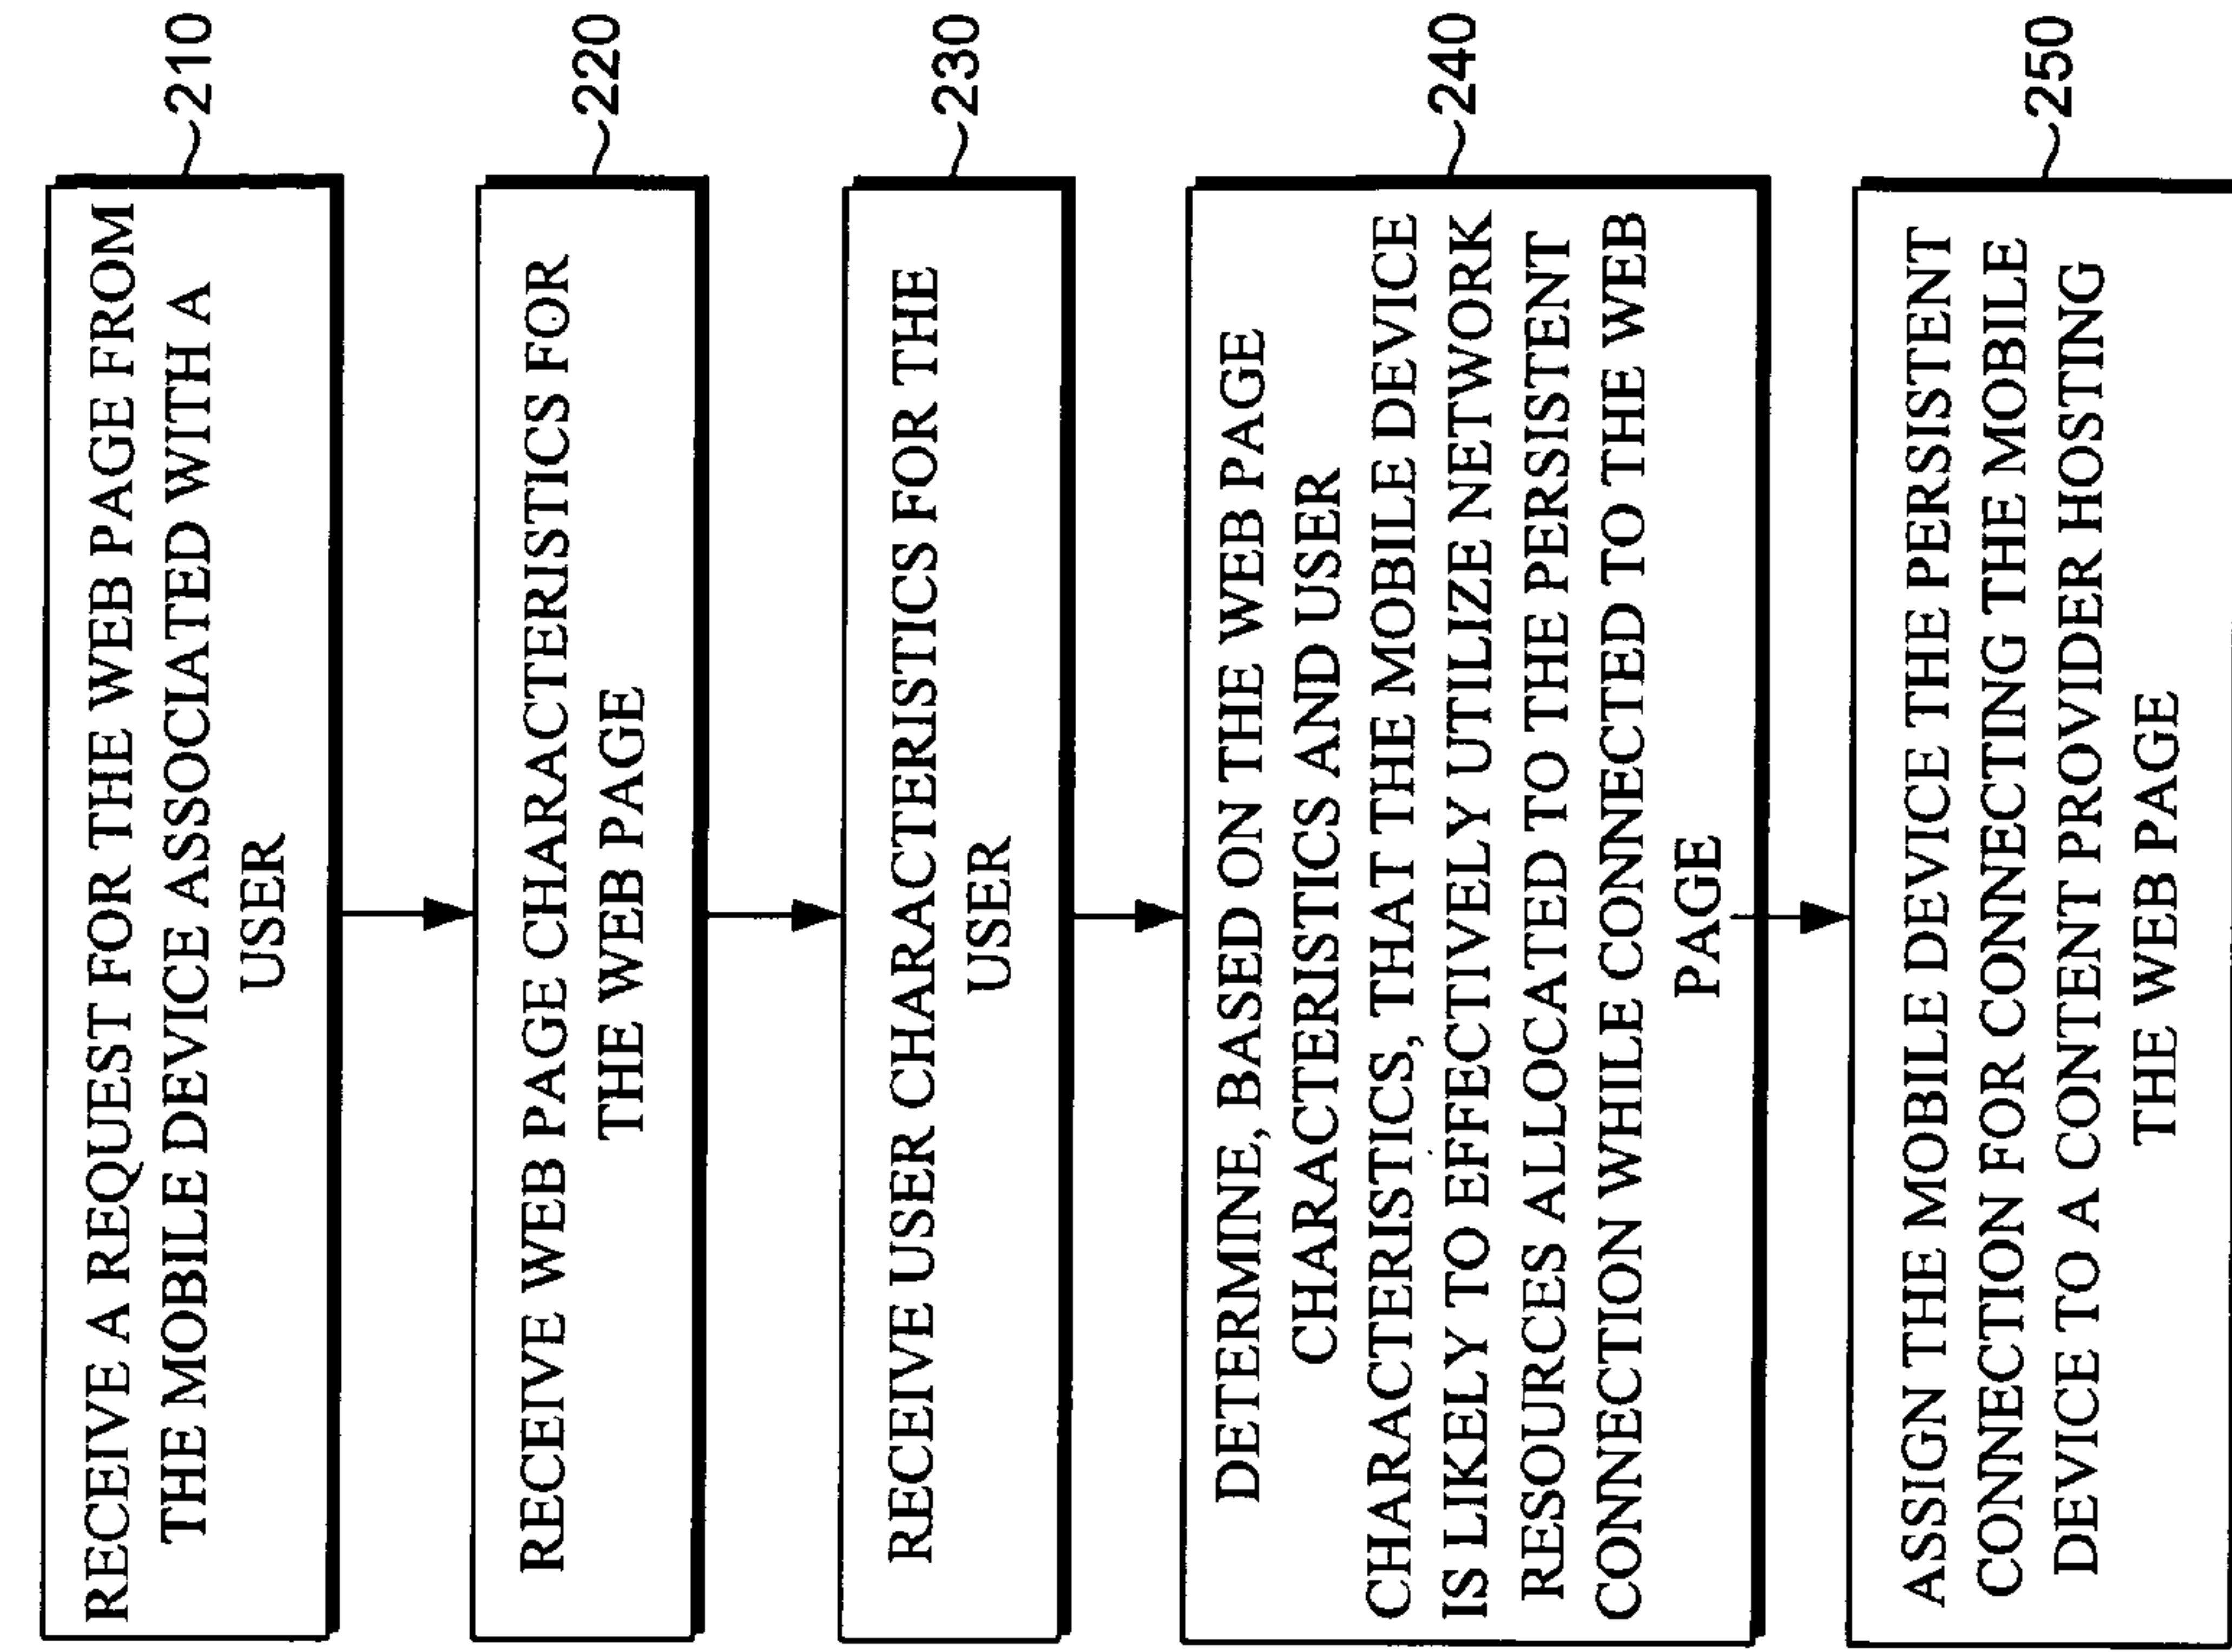 RECEIVE A REQUEST FOR THE WEB PAGE FROM
THE MOBILE DEVICE ASSOCIATED WITH A
USER
210
RECEIVE WEB PAGE CHARACTERISTICS FOR
THE WEB PAGE
220
RECEIVE USER CHARACTERISTICS FOR THE
USER
230
DETERMINE, BASED ON THE WEB PAGE
CHARACTERISTICS AND USER
CHARACTERISTICS, THAT THE MOBILE DEVICE
IS LIKELY TO EFFECTIVELY UTILIZE NETWORK
RESOURCES ALLOCATED TO THE PERSISTENT
CONNECTION WHILE CONNECTED TO THE WEB
PAGE
240
ASSIGN THE MOBILE DEVICE THE PERSISTENT
CONNECTION FOR CONNECTING THE MOBILE
DEVICE TO A CONTENT PROVIDER HOSTING
THE WEB PAGE
250